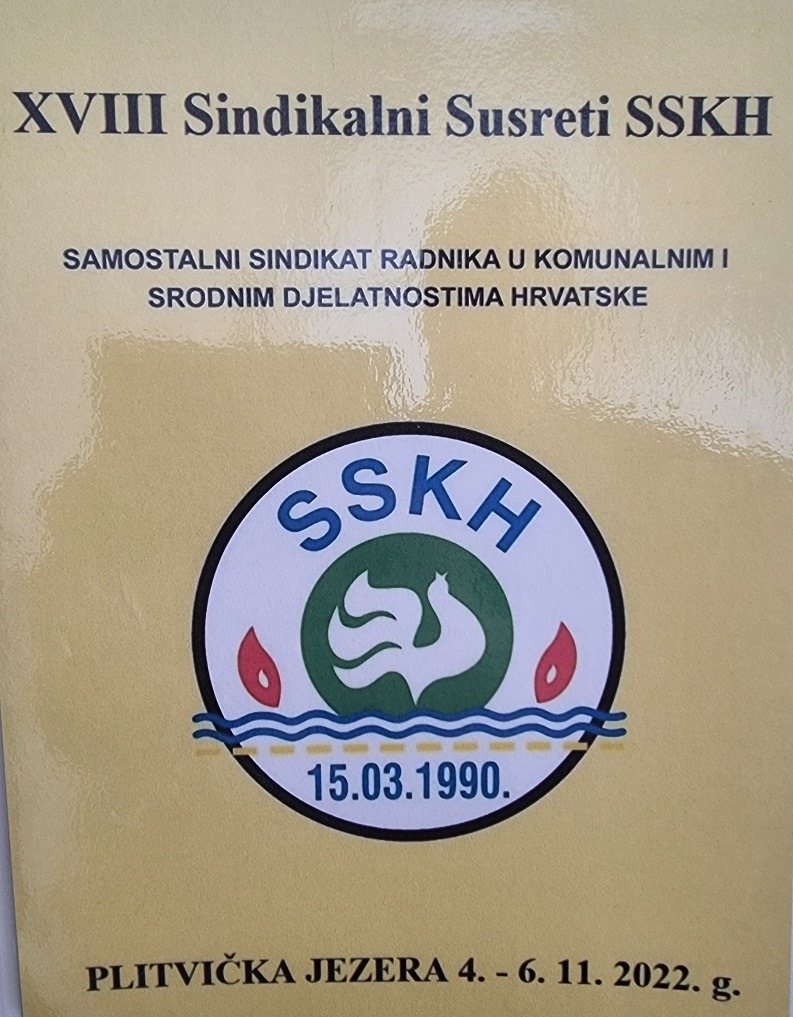 XVIII Sindikalni Susreti SSKH
SAMOSTALNI SINDIKAT RADNIKA U KOMUNALNIM I
SRODNIM DJELATNOSTIMA HRVATSKE
SSKH
15.03.1990.
PLITVIČKA JEZERA 4. - 6. 11. 2022. g.